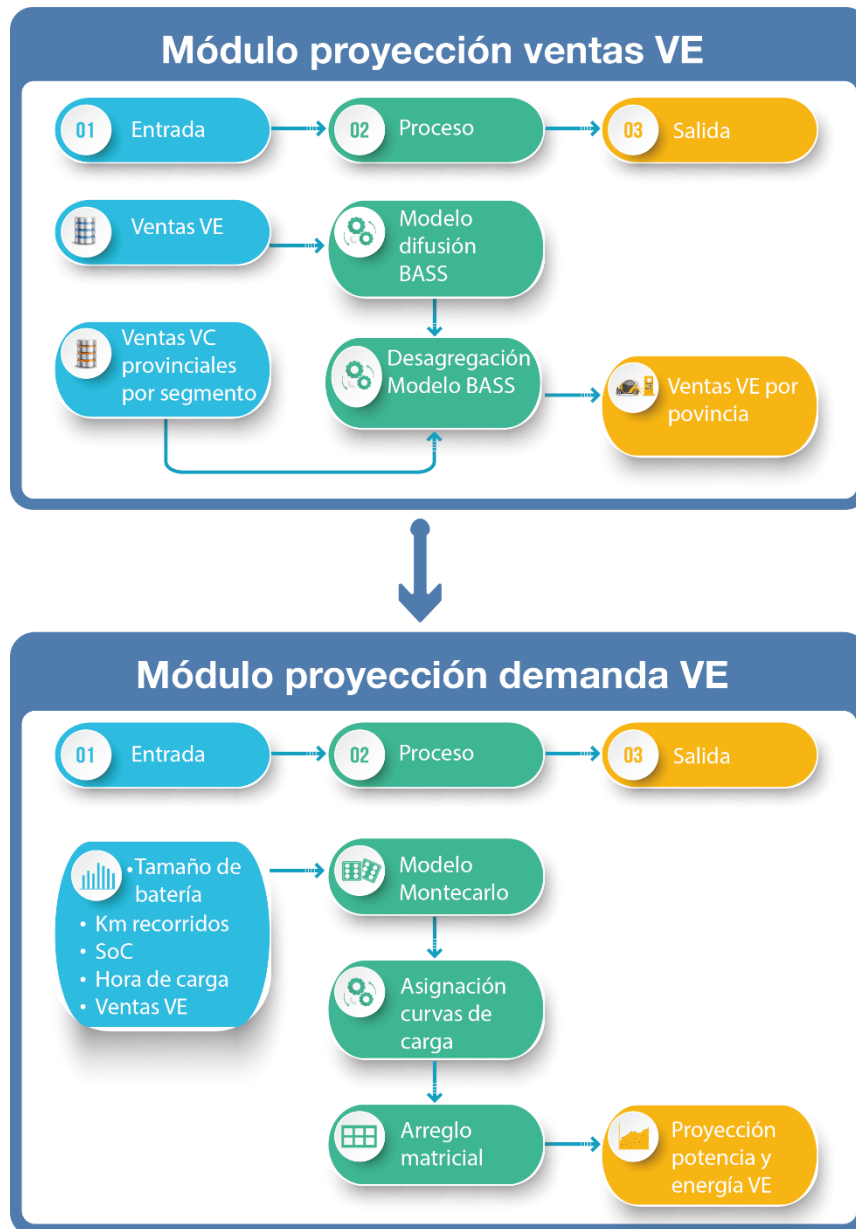 Módulo proyección ventas VE
01 Entrada
02 Proceso
03 Salida
Ventas VE
Modelo
difusión
BASS
Ventas VC
provinciales
por segmento
Desagregación
Modelo BASS
Ventas VE por
povincia
Módulo proyección demanda VE
01 Entrada
02 Proceso
03 Salida
•Tamaño de
batería
• Km recorridos
• SoC
• Hora de carga
• Ventas VE
Modelo
Montecarlo
Asignación
curvas de
carga
Arreglo
matricial
Proyección
potencia y
energía VE